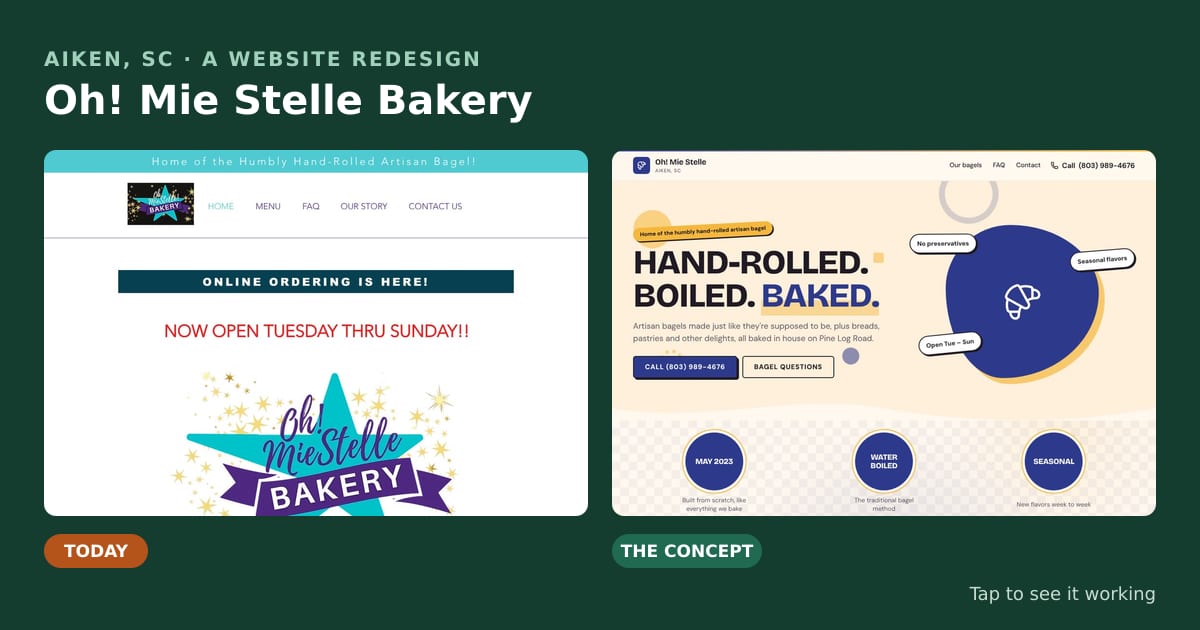 AIKEN, SC · A WEBSITE REDESIGN
Oh! Mie Stelle Bakery
Home of the Humbly Hand-Rolled Artisan Bagel!
Oh!
MieStelle
BAKERY
HOME
MENU
FAQ
OUR STORY
CONTACT US
ONLINE ORDERING IS HERE!
NOW OPEN TUESDAY THRU SUNDAY!!
Oh!
MieStelle
BAKERY
TODAY
Oh! Mie Stelle
AIKEN, SC
Our bagels
FAQ
Contact
Call (803) 989-4676
Home of the humbly hand-rolled artisan bagel
HAND-ROLLED.
BOILED. BAKED.
Artisan bagels made just like they're supposed to be, plus breads,
pastries and other delights, all baked in house on Pine Log Road.
CALL (803) 989-4676
BAGEL QUESTIONS
No preservatives
Seasonal flavors
Open Tue – Sun
MAY 2023
Built from scratch, like
everything we bake
WATER
BOILED
The traditional bagel
method
SEASONAL
New flavors week to week
THE CONCEPT
Tap to see it working